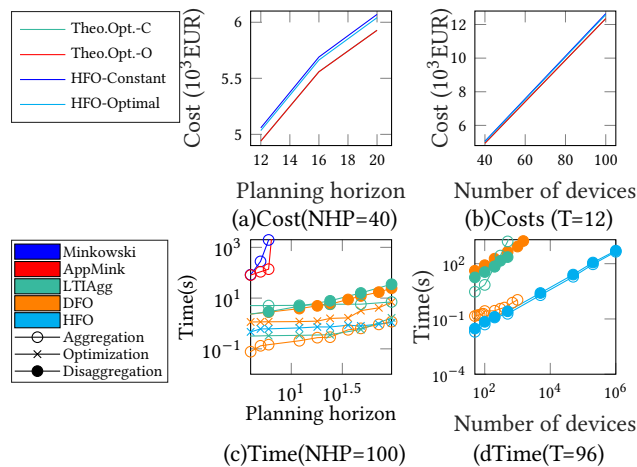 Theo.Opt.-C
Theo.Opt.-O
HFO-Constant
HFO-Optimal
Cost (10³EUR)
6
5.5
5
12 14 16 18 20
Planning horizon
(a)Cost(NHP=40)
Cost (10³EUR)
12
10
8
6
40 60 80 100
Number of devices
(b)Costs (T=12)
Minkowski
AppMink
LTIAgg
DFO
HFO
Aggregation
Optimization
Disaggregation
Time(s)
10³
10¹
10⁻¹
10¹ 10¹·⁵
Planning horizon
(c)Time(NHP=100)
Time(s)
10²
10⁻¹
10⁻⁴
10² 10⁴ 10⁶
Number of devices
(dTime(T=96)